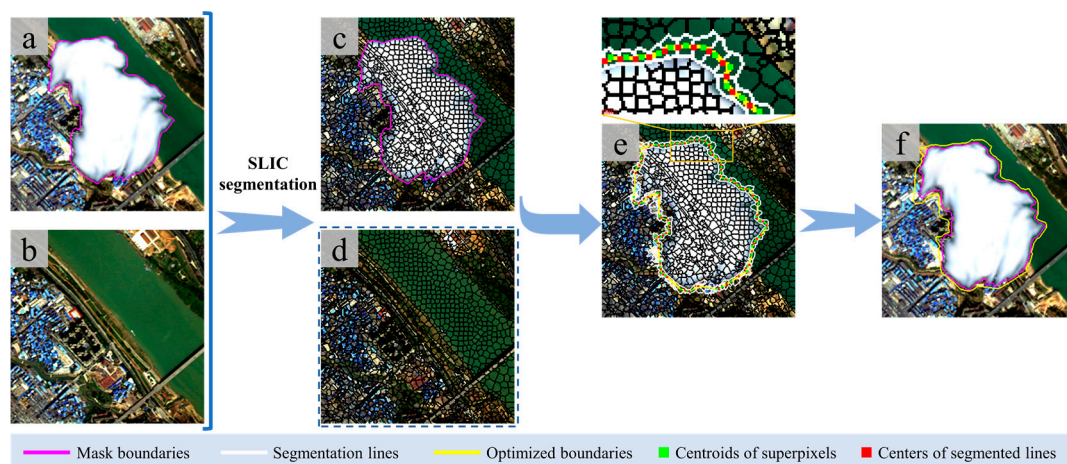 a
c
e
f
SLIC
segmentation
b
d
Mask boundaries
Segmentation lines
Optimized boundaries
Centroids of superpixels
Centers of segmented lines